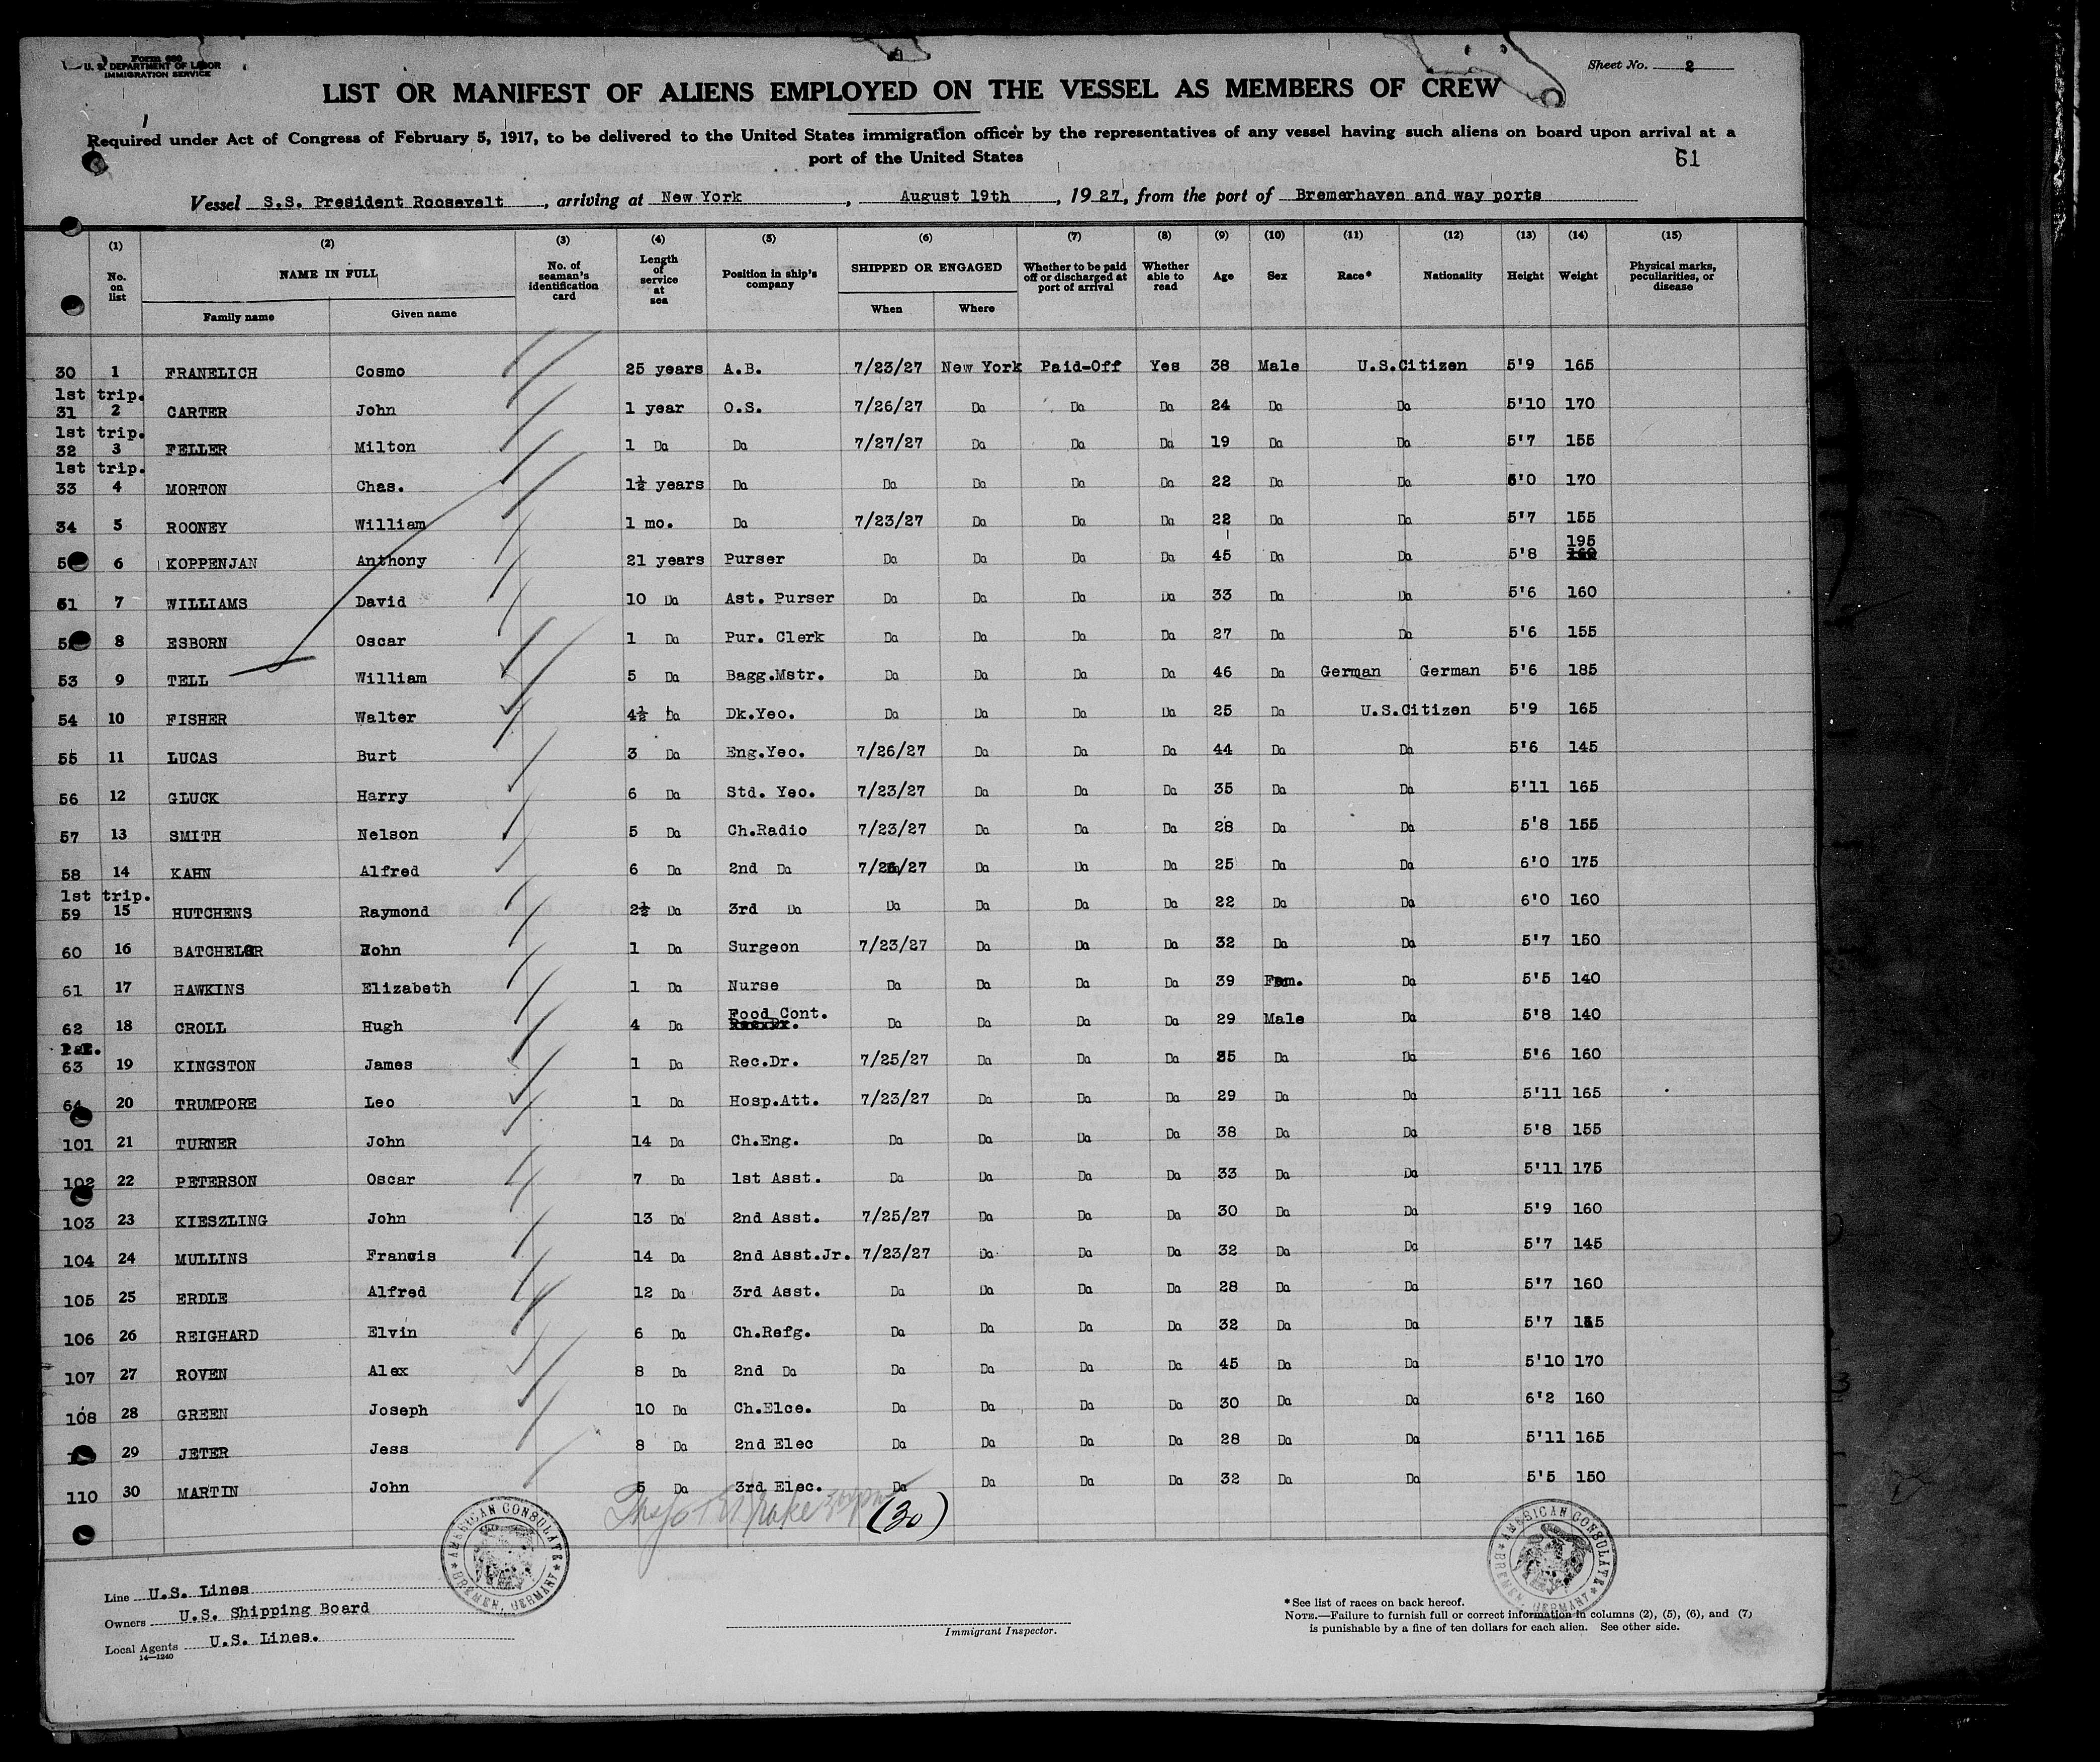 Form 680
U. S. DEPARTMENT OF LABOR
IMMIGRATION SERVICE
Sheet No. 2
LIST OR MANIFEST OF ALIENS EMPLOYED ON THE VESSEL AS MEMBERS OF CREW
Required under Act of Congress of February 5, 1917, to be delivered to the United States immigration officer by the representatives of any vessel having such aliens on board upon arrival at a
port of the United States
61
Vessel S.S. President Roosevelt, arriving at New York, August 19th, 1927, from the port of Bremerhaven and way ports
(1) (2) (3) (4) (5) (6) (7) (8) (9) (10) (11) (12) (13) (14) (15)
No. on list NAME IN FULL Family name Given name No. of seaman's identification card Length of service at sea Position in ship's company SHIPPED OR ENGAGED When Where Whether to be paid off or discharged at port of arrival Whether able to read Age Sex Race* Nationality Height Weight Physical marks, peculiarities, or disease
30 1 FRANELICH Cosmo 25 years A.B. 7/23/27 New York Paid-Off Yes 38 Male U.S.Citizen 5'9 165
1st trip.
31 2 CARTER John 1 year O.S. 7/26/27 Do Do Do 24 Do Do 5'10 170
1st trip.
32 3 FELLER Milton 1 Do Do 7/27/27 Do Do Do 19 Do Do 5'7 155
1st trip.
33 4 MORTON Chas. 1½ years Do Do Do Do Do 22 Do Do 6'0 170
34 5 ROONEY William 1 mo. Do 7/23/27 Do Do Do 22 Do Do 5'7 155
6 KOPPENJAN Anthony 21 years Purser Do Do Do Do 45 Do Do 5'8 195
51 7 WILLIAMS David 10 Do Ast. Purser Do Do Do Do 33 Do Do 5'6 160
8 ESBORN Oscar 1 Do Pur. Clerk Do Do Do Do 27 Do Do 5'6 155
53 9 TELL William 5 Do Bagg.Mstr. Do Do Do Do 46 Do German German 5'6 185
54 10 FISHER Walter 4½ Do Dk.Yeo. Do Do Do Do 25 Do U.S.Citizen 5'9 165
55 11 LUCAS Burt 3 Do Eng.Yeo. 7/26/27 Do Do Do 44 Do Do 5'6 145
56 12 GLUCK Harry 6 Do Std. Yeo. 7/23/27 Do Do Do 35 Do Do 5'11 165
57 13 SMITH Nelson 5 Do Ch.Radio 7/23/27 Do Do Do 28 Do Do 5'8 155
58 14 KAHN Alfred 6 Do 2nd Do 7/26/27 Do Do Do 25 Do Do 6'0 175
1st trip.
59 15 HUTCHENS Raymond 2½ Do 3rd Do Do Do Do Do 22 Do Do 6'0 160
60 16 BATCHELOR John 1 Do Surgeon 7/23/27 Do Do Do 32 Do Do 5'7 150
61 17 HAWKINS Elizabeth 1 Do Nurse Do Do Do Do 39 Fem. Do 5'5 140
62 18 CROLL Hugh 4 Do Food Cont. Do Do Do Do 29 Male Do 5'8 140
63 19 KINGSTON James 1 Do Rec.Dr. 7/25/27 Do Do Do 35 Do Do 5'6 160
64 20 TRUMPORE Leo 1 Do Hosp.Att. 7/23/27 Do Do Do 29 Do Do 5'11 165
101 21 TURNER John 14 Do Ch.Eng. Do Do Do Do 38 Do Do 5'8 155
102 22 PETERSON Oscar 7 Do 1st Asst. Do Do Do Do 33 Do Do 5'11 175
103 23 KIESZLING John 13 Do 2nd Asst. 7/25/27 Do Do Do 30 Do Do 5'9 160
104 24 MULLINS Francis 14 Do 2nd Asst.Jr. 7/23/27 Do Do Do 32 Do Do 5'7 145
105 25 ERDLE Alfred 12 Do 3rd Asst. Do Do Do Do 28 Do Do 5'7 160
106 26 REIGHARD Elvin 6 Do Ch.Refg. Do Do Do Do 32 Do Do 5'7
107 27 ROVEN Alex 8 Do 2nd Do Do Do Do Do 45 Do Do 5'10 170
108 28 GREEN Joseph 10 Do Ch.Elce. Do Do Do Do 30 Do Do 6'2 160
29 JETER Jess 8 Do 2nd Elec Do Do Do Do 28 Do Do 5'11 165
110 30 MARTIN John 5 Do 3rd Elec. Do Do Do Do 32 Do Do 5'5 150
(30)
AMERICAN CONSULATE BREMEN, GERMANY
AMERICAN CONSULATE BREMEN, GERMANY
Line U.S. Lines
Owners U.S. Shipping Board
Local Agents U.S. Lines.
14—1240
Immigrant Inspector.
*See list of races on back hereof.
NOTE.—Failure to furnish full or correct information in columns (2), (5), (6), and (7)
is punishable by a fine of ten dollars for each alien. See other side.